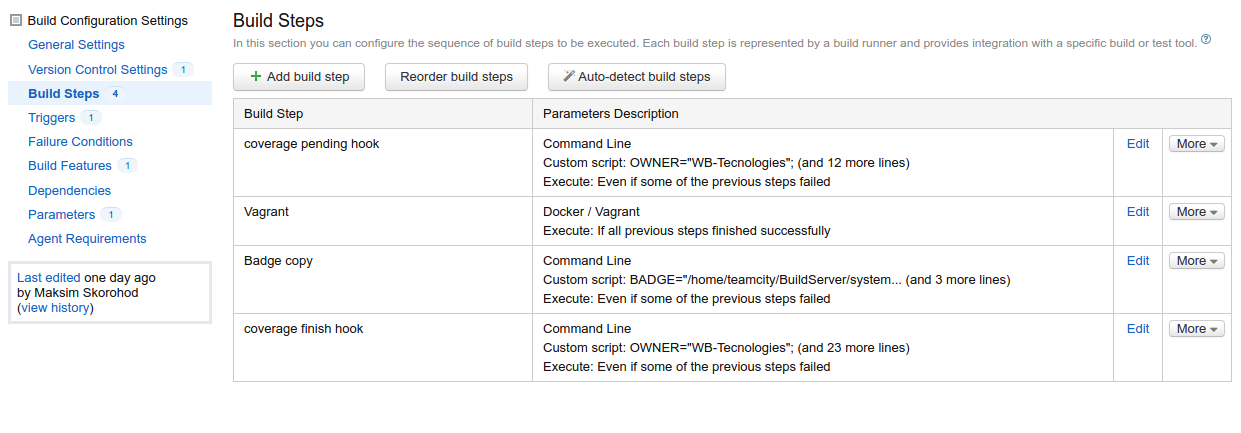 Build Configuration Settings
General Settings
Version Control Settings 1
Build Steps 4
Triggers 1
Failure Conditions
Build Features 1
Dependencies
Parameters 1
Agent Requirements
Last edited one day ago
by Maksim Skorohod
(view history)
Build Steps
In this section you can configure the sequence of build steps to be executed. Each build step is represented by a build runner and provides integration with a specific build or test tool. ?
+ Add build step Reorder build steps Auto-detect build steps
Build Step Parameters Description
coverage pending hook Command Line Edit More
Custom script: OWNER="WB-Tecnologies"; (and 12 more lines)
Execute: Even if some of the previous steps failed
Vagrant Docker / Vagrant Edit More
Execute: If all previous steps finished successfully
Badge copy Command Line Edit More
Custom script: BADGE="/home/teamcity/BuildServer/system... (and 3 more lines)
Execute: Even if some of the previous steps failed
coverage finish hook Command Line Edit More
Custom script: OWNER="WB-Tecnologies"; (and 23 more lines)
Execute: Even if some of the previous steps failed